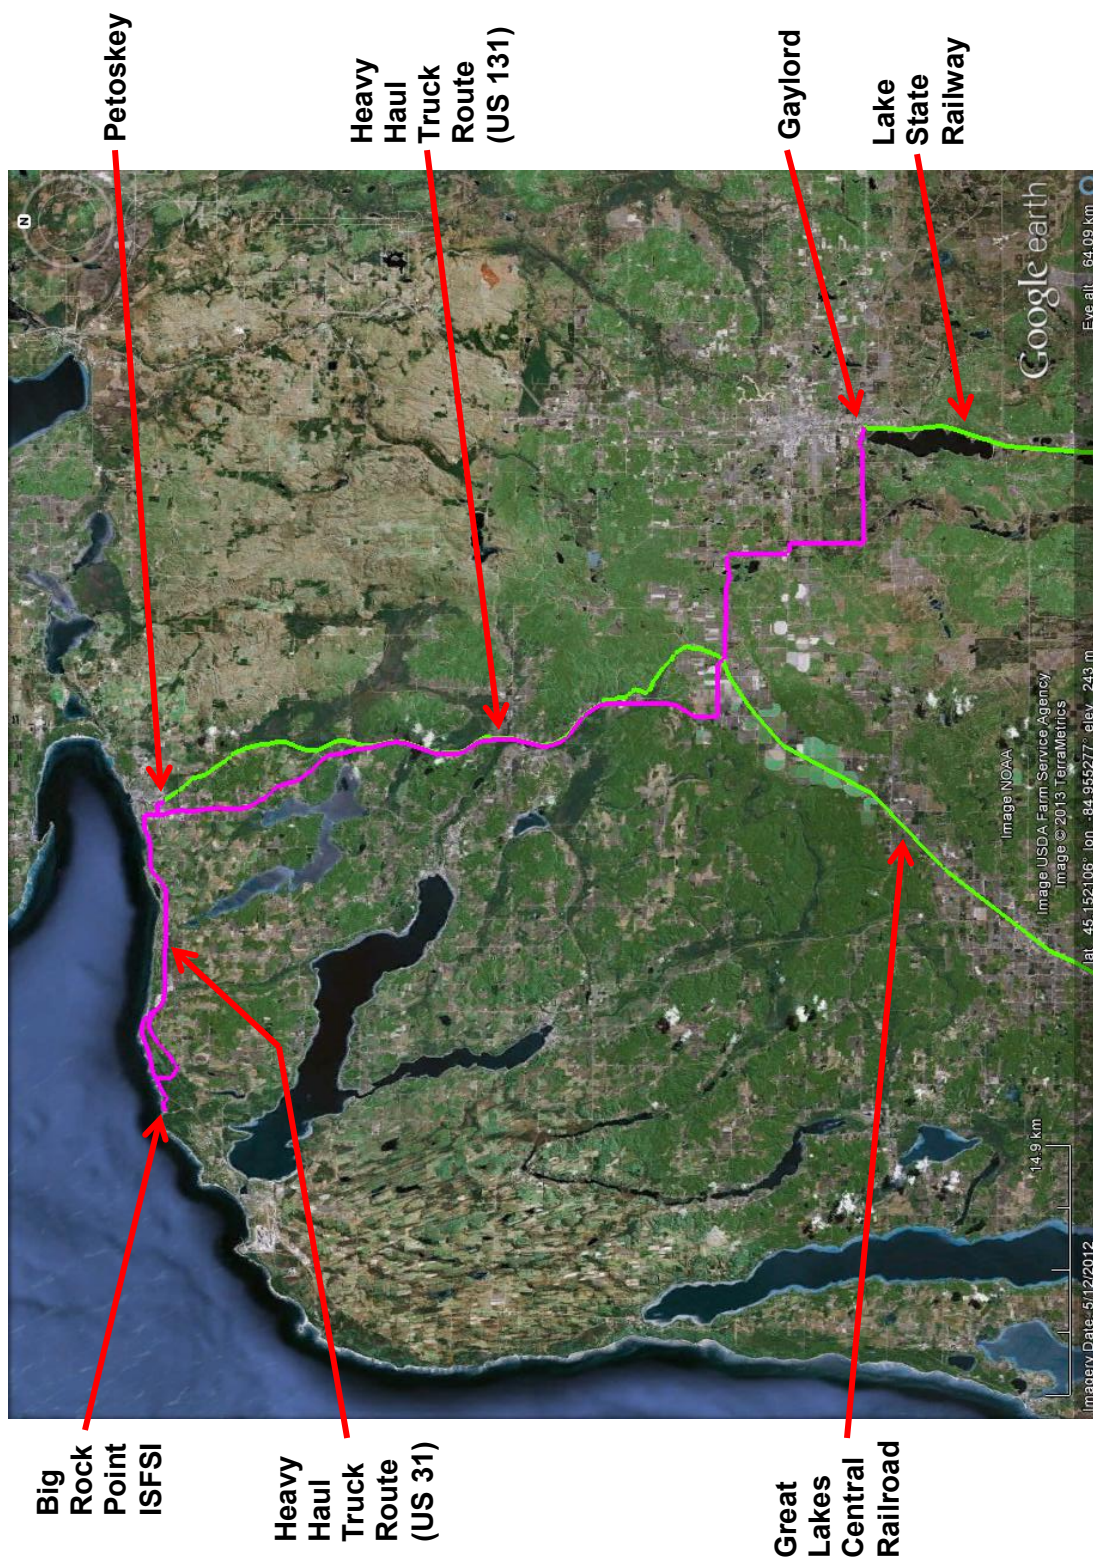 Big
Rock
Point
ISFSI
Heavy
Haul
Truck
Route
(US 31)
Great
Lakes
Central
Railroad
Petoskey
Heavy
Haul
Truck
Route
(US 131)
Gaylord
Lake
State
Railway
N
14.9 km
Image NOAA
Image USDA Farm Service Agency
Image © 2013 TerraMetrics
Google earth
Imagery Date: 5/12/2012
lat 45.152106° lon -84.955277° elev 243 m
Eye alt 64.09 km